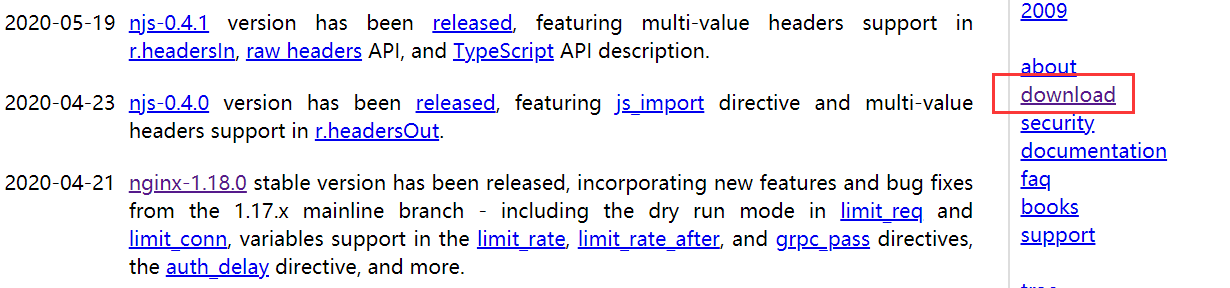 2020-05-19 njs-0.4.1 version has been released, featuring multi-value headers support in
r.headersIn, raw headers API, and TypeScript API description.
2020-04-23 njs-0.4.0 version has been released, featuring js_import directive and multi-value
headers support in r.headersOut.
2020-04-21 nginx-1.18.0 stable version has been released, incorporating new features and bug fixes
from the 1.17.x mainline branch - including the dry run mode in limit_req and
limit_conn, variables support in the limit_rate, limit_rate_after, and grpc_pass directives,
the auth_delay directive, and more.
2009
about
download
security
documentation
faq
books
support